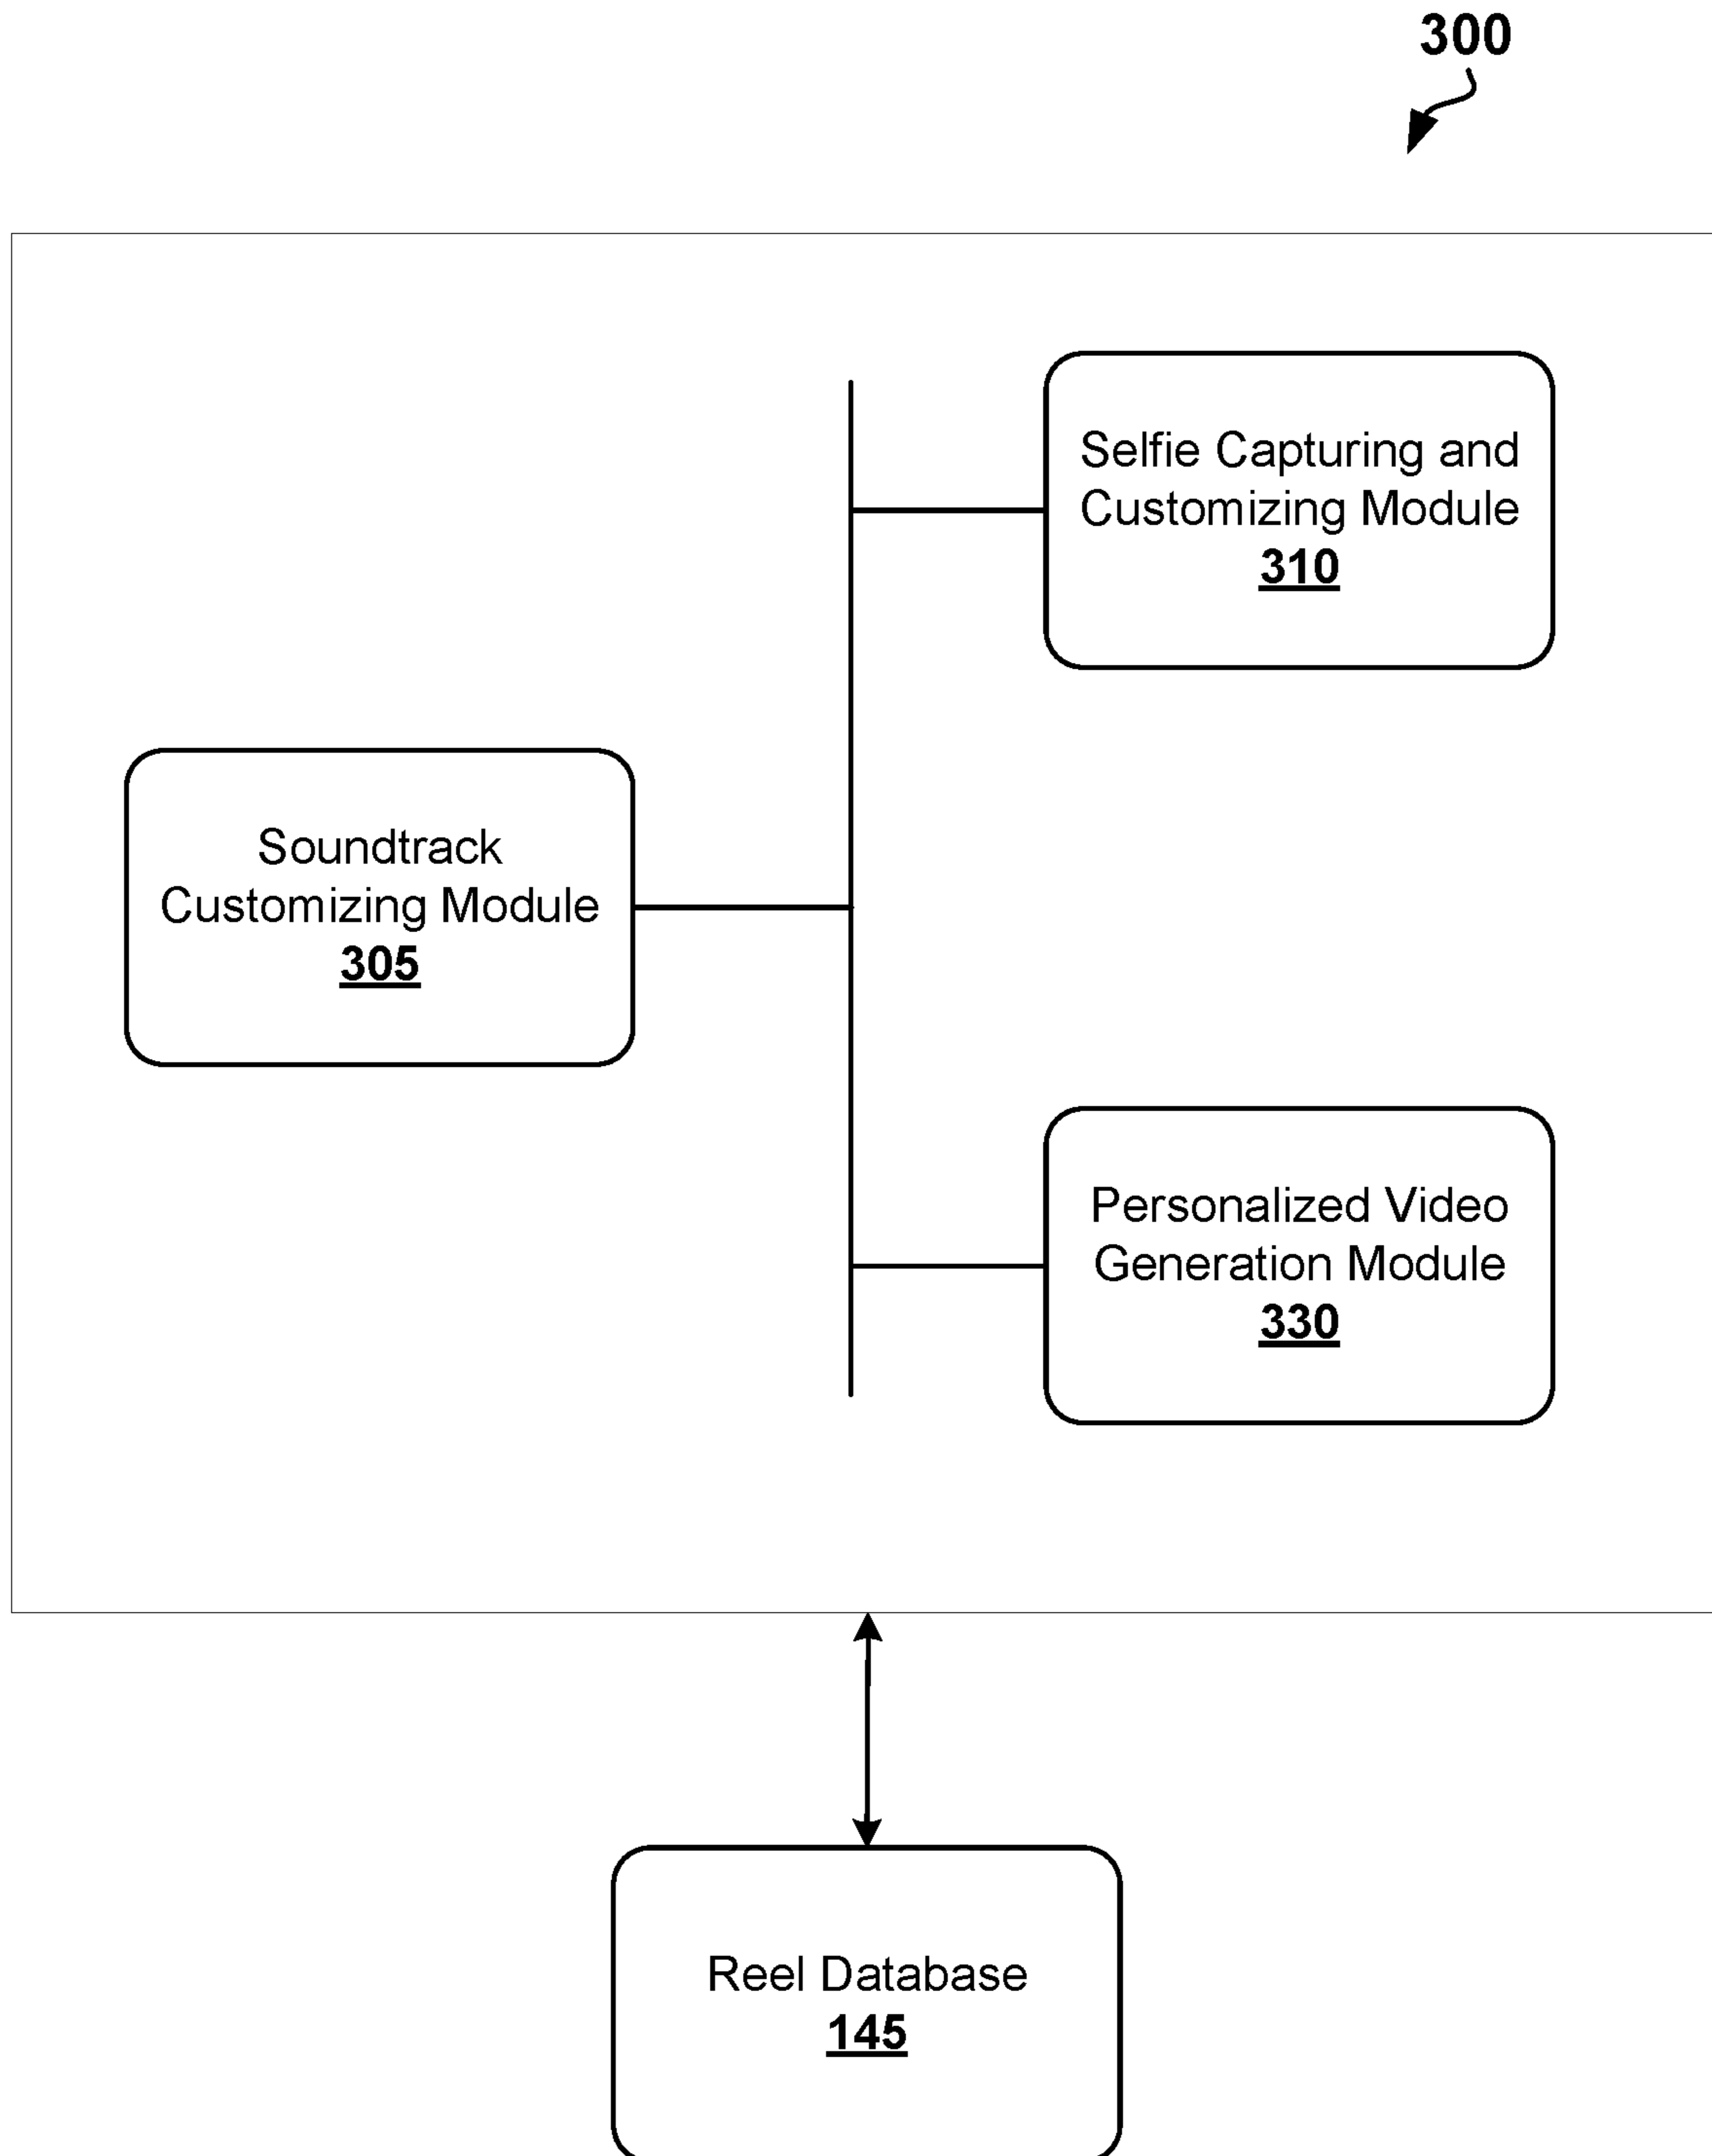 300
Selfie Capturing and
Customizing Module
310
Soundtrack
Customizing Module
305
Personalized Video
Generation Module
330
Reel Database
145